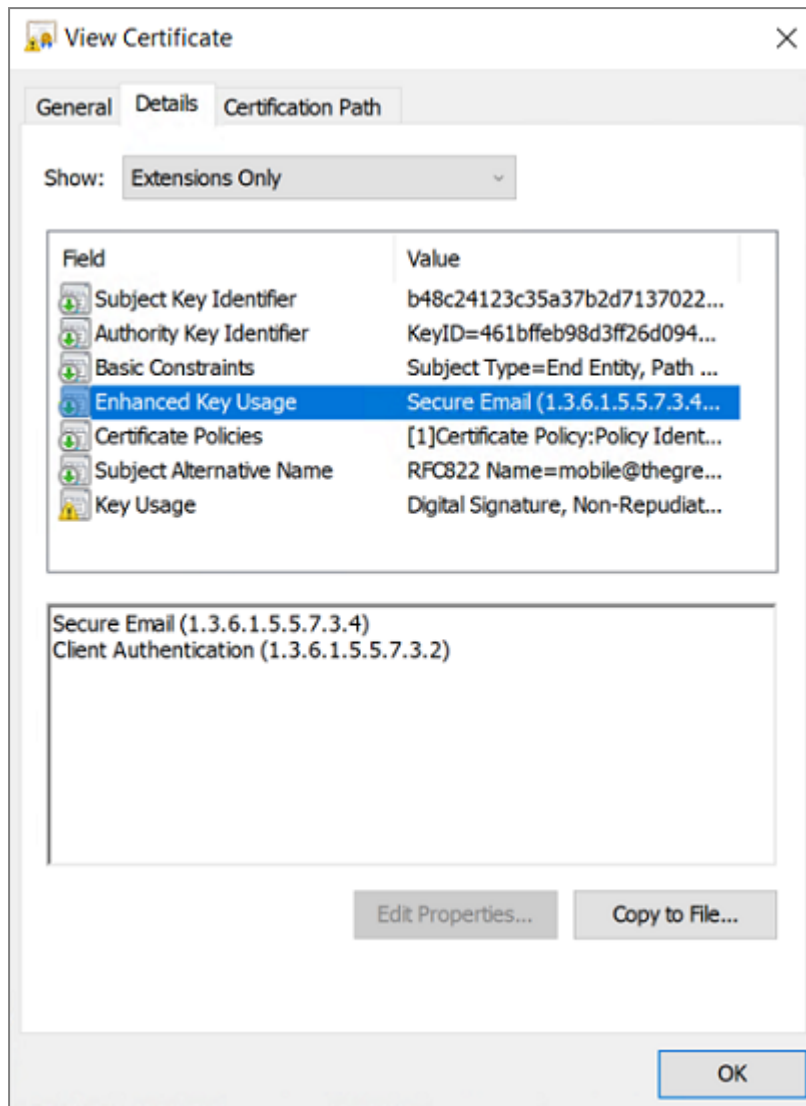 View Certificate
General Details Certification Path
Show: Extensions Only
Field Value
Subject Key Identifier b48c24123c35a37b2d7137022...
Authority Key Identifier KeyID=461bffeb98d3ff26d094...
Basic Constraints Subject Type=End Entity, Path ...
Enhanced Key Usage Secure Email (1.3.6.1.5.5.7.3.4...
Certificate Policies [1]Certificate Policy:Policy Ident...
Subject Alternative Name RFC822 Name=mobile@thegre...
Key Usage Digital Signature, Non-Repudiat...
Secure Email (1.3.6.1.5.5.7.3.4)
Client Authentication (1.3.6.1.5.5.7.3.2)
Edit Properties... Copy to File...
OK